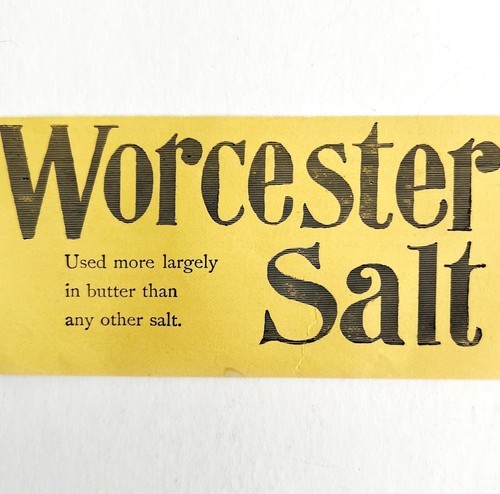 Worcester
Salt
Used more largely
in butter than
any other salt.